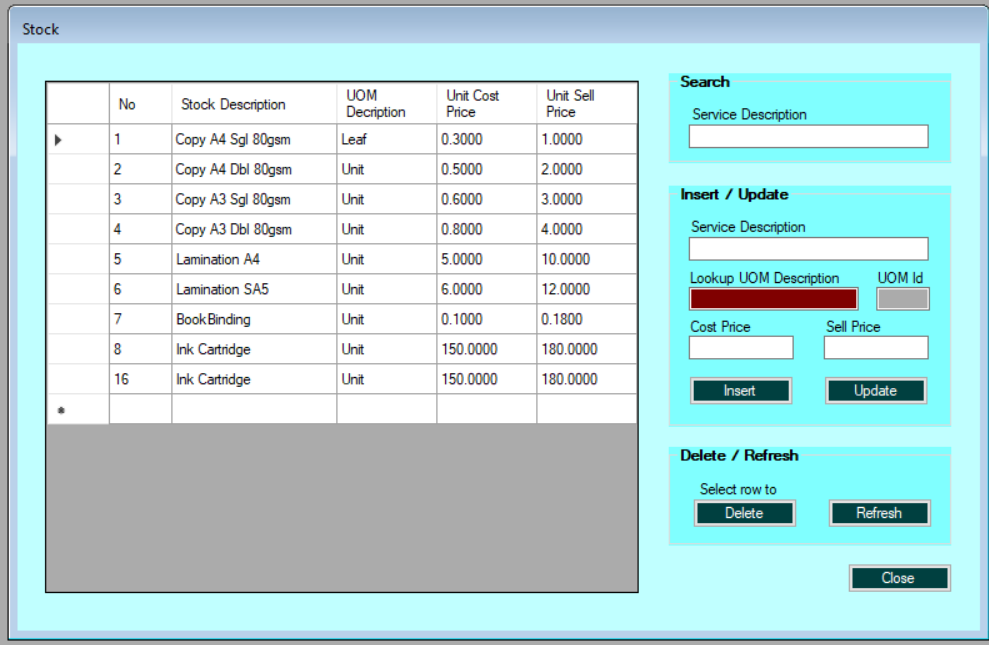 Stock
No Stock Description UOM Decription Unit Cost Price Unit Sell Price
1 Copy A4 Sgl 80gsm Leaf 0.3000 1.0000
2 Copy A4 Dbl 80gsm Unit 0.5000 2.0000
3 Copy A3 Sgl 80gsm Unit 0.6000 3.0000
4 Copy A3 Dbl 80gsm Unit 0.8000 4.0000
5 Lamination A4 Unit 5.0000 10.0000
6 Lamination SA5 Unit 6.0000 12.0000
7 BookBinding Unit 0.1000 0.1800
8 Ink Cartridge Unit 150.0000 180.0000
16 Ink Cartridge Unit 150.0000 180.0000
Search
Service Description
Insert / Update
Service Description
Lookup UOM Description UOM Id
Cost Price Sell Price
Insert Update
Delete / Refresh
Select row to
Delete Refresh
Close